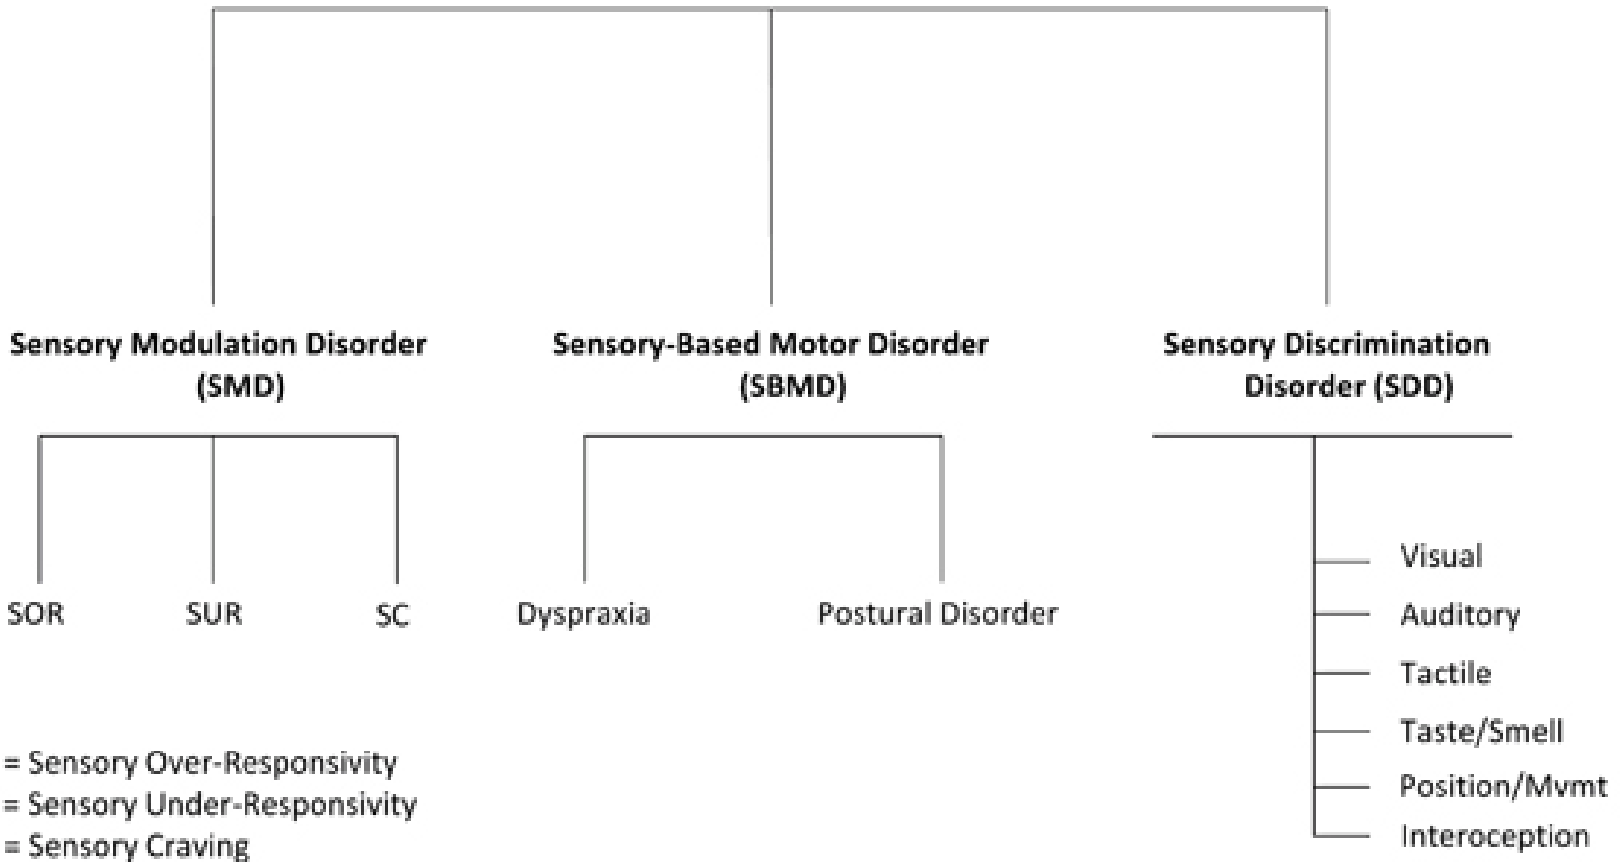 Sensory Modulation Disorder
(SMD)
Sensory-Based Motor Disorder
(SBMD)
Sensory Discrimination
Disorder (SDD)
SOR
SUR
SC
Dyspraxia
Postural Disorder
Visual
Auditory
Tactile
Taste/Smell
Position/Mvmt
Interoception
= Sensory Over-Responsivity
= Sensory Under-Responsivity
= Sensory Craving